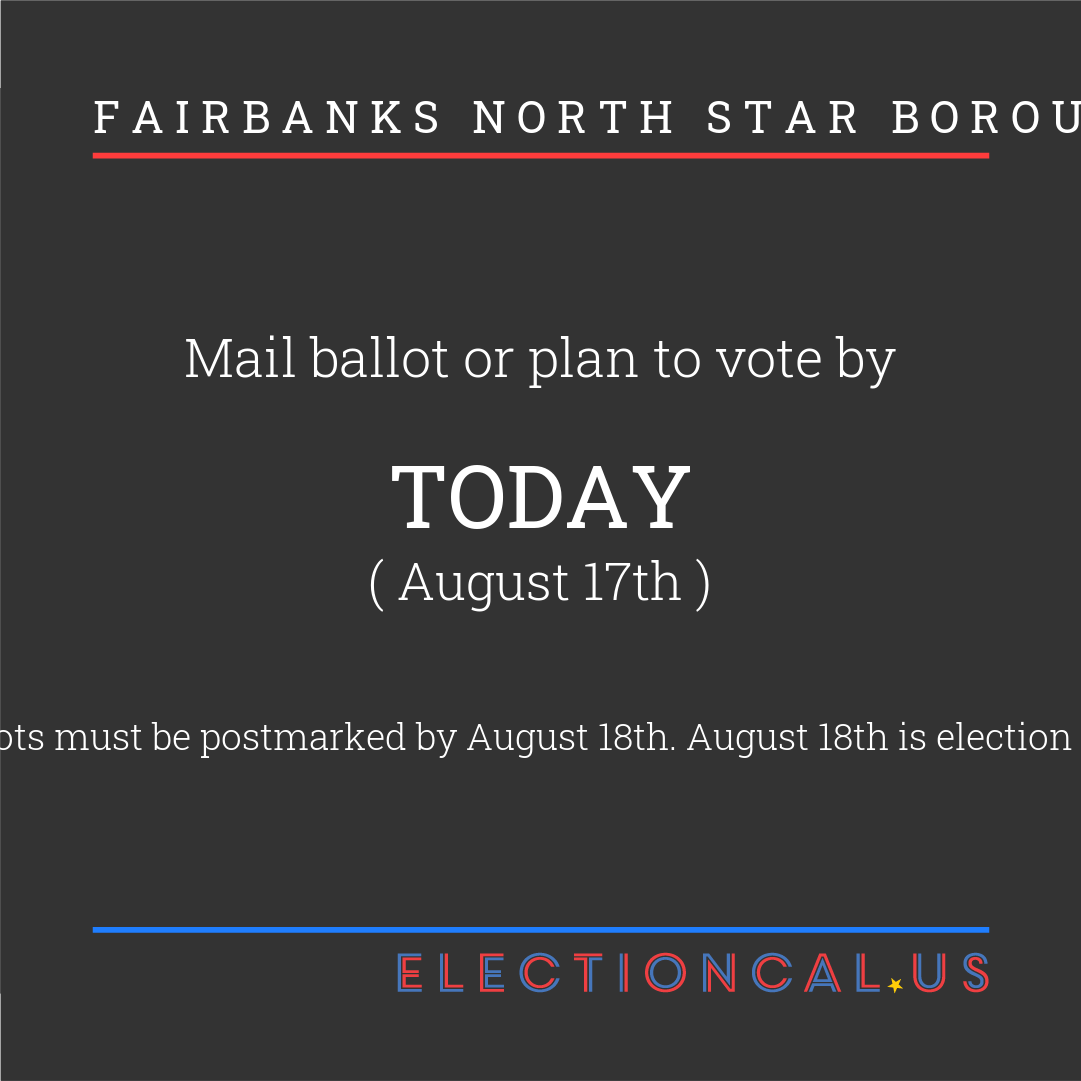 FAIRBANKS NORTH STAR BOROU
Mail ballot or plan to vote by
TODAY
( August 17th )
ots must be postmarked by August 18th. August 18th is election
ELECTIONCAL.US